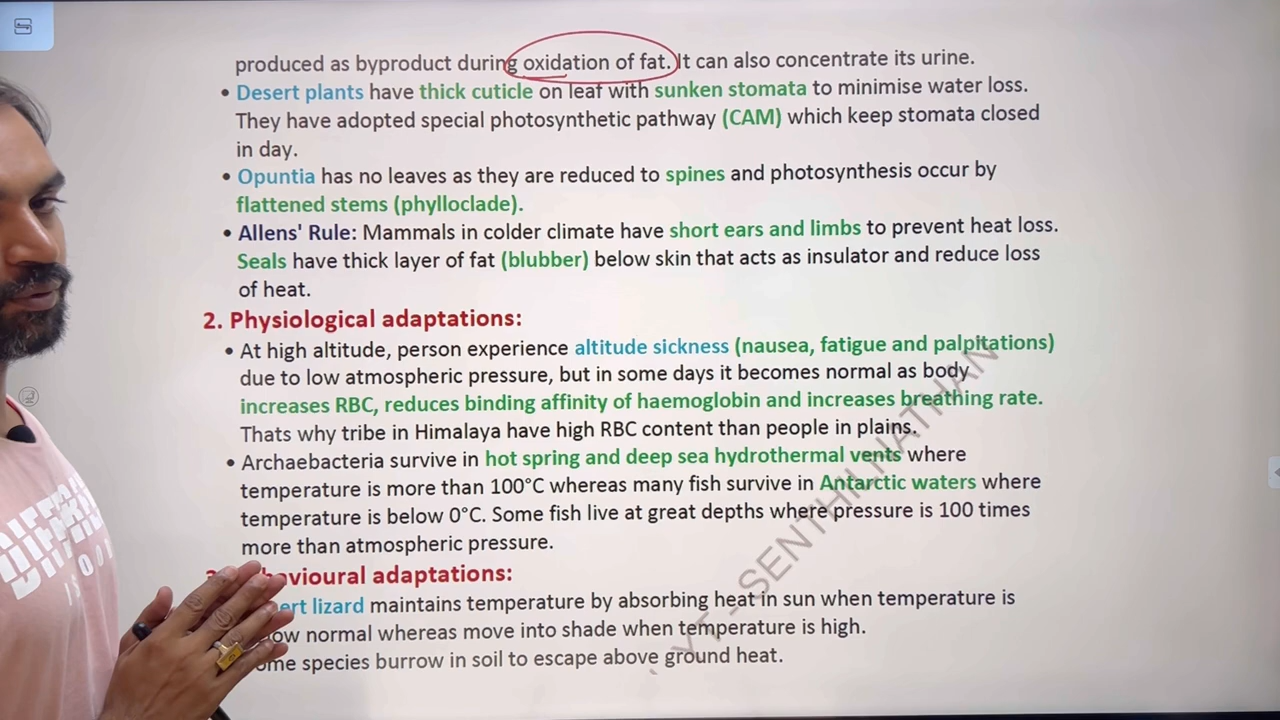 produced as byproduct during oxidation of fat. It can also concentrate its urine.
• Desert plants have thick cuticle on leaf with sunken stomata to minimise water loss.
They have adopted special photosynthetic pathway (CAM) which keep stomata closed
in day.
• Opuntia has no leaves as they are reduced to spines and photosynthesis occur by
flattened stems (phylloclade).
• Allens' Rule: Mammals in colder climate have short ears and limbs to prevent heat loss.
Seals have thick layer of fat (blubber) below skin that acts as insulator and reduce loss
of heat.
2. Physiological adaptations:
• At high altitude, person experience altitude sickness (nausea, fatigue and palpitations)
due to low atmospheric pressure, but in some days it becomes normal as body
increases RBC, reduces binding affinity of haemoglobin and increases breathing rate.
Thats why tribe in Himalaya have high RBC content than people in plains.
• Archaebacteria survive in hot spring and deep sea hydrothermal vents where
temperature is more than 100°C whereas many fish survive in Antarctic waters where
temperature is below 0°C. Some fish live at great depths where pressure is 100 times
more than atmospheric pressure.
adaptations:
lizard maintains temperature by absorbing heat in sun when temperature is
normal whereas move into shade when temperature is high.
species burrow in soil to escape above ground heat.
YT - SENTHILNATHAN